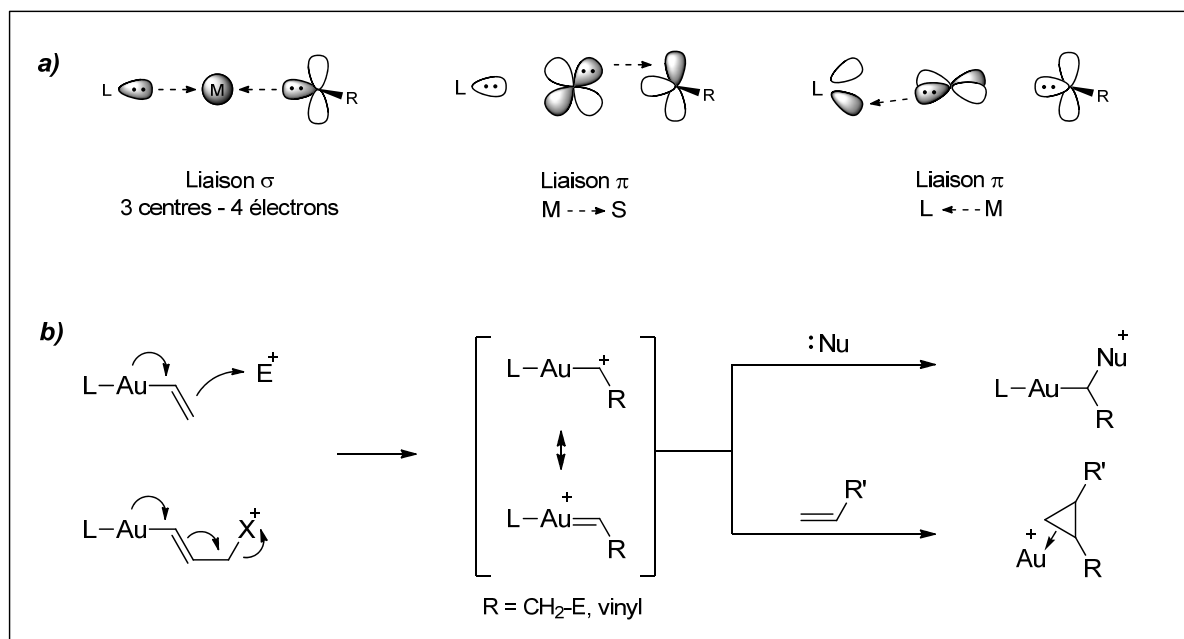 a)
L M R
L R
L R
Liaison σ
3 centres - 4 électrons
Liaison π
M S
Liaison π
L M
b)
L-Au E+
L-Au X+
L-Au + R
L-Au+ R
R = CH2-E, vinyl
:Nu
R'
Nu+
L-Au R
R'
Au+ R